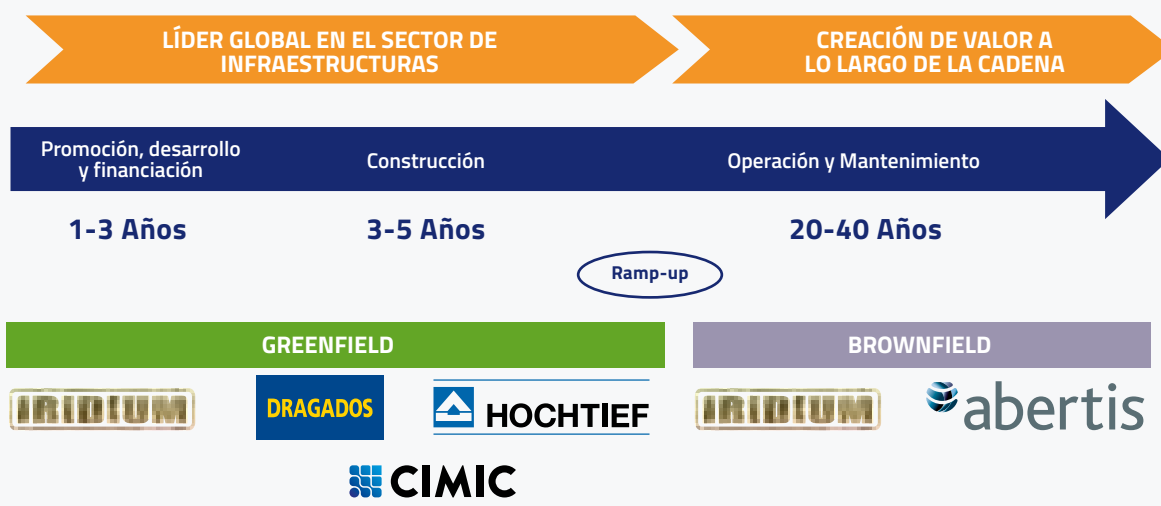 LÍDER GLOBAL EN EL SECTOR DE
INFRAESTRUCTURAS
CREACIÓN DE VALOR A
LO LARGO DE LA CADENA
Promoción, desarrollo
y financiación
Construcción
Operación y Mantenimiento
1-3 Años
3-5 Años
20-40 Años
Ramp-up
GREENFIELD
BROWNFIELD
IRIDIUM
DRAGADOS
HOCHTIEF
IRIDIUM
abertis
CIMIC